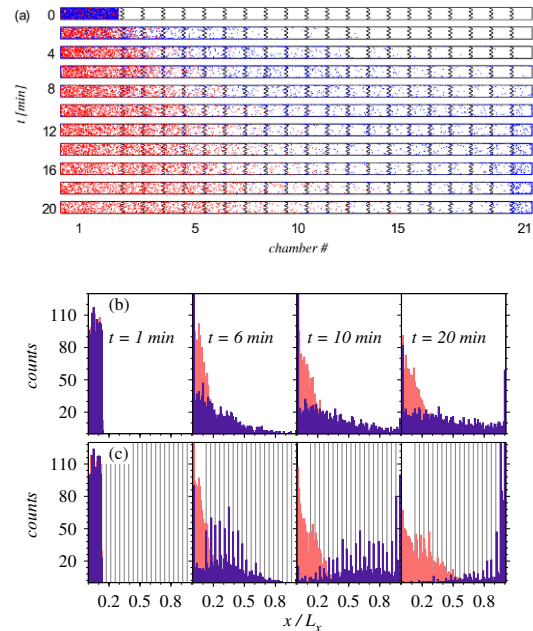 (a)
0
4
8
12
16
20
t [min]
1 5 10 15 21
chamber #
(b)
t = 1 min t = 6 min t = 10 min t = 20 min
110
80
50
20
counts
(c)
110
80
50
20
counts
0.2 0.5 0.8 0.2 0.5 0.8 0.2 0.5 0.8 0.2 0.5 0.8
x / Lx